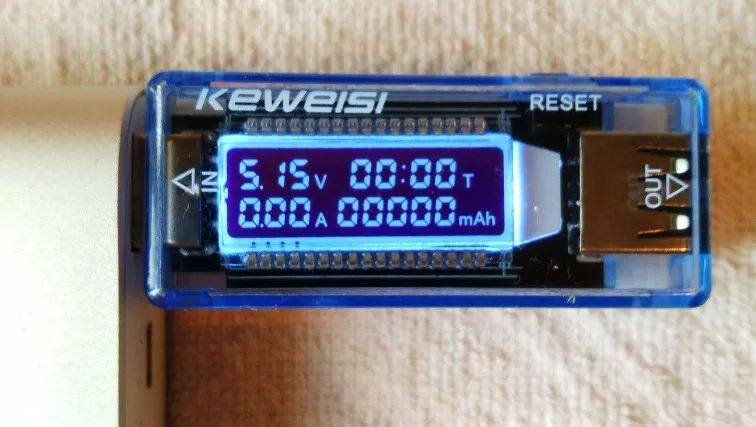 KEWEISI
RESET
IN
5.15V 00:00T
0.00A 00000mAh
OUT